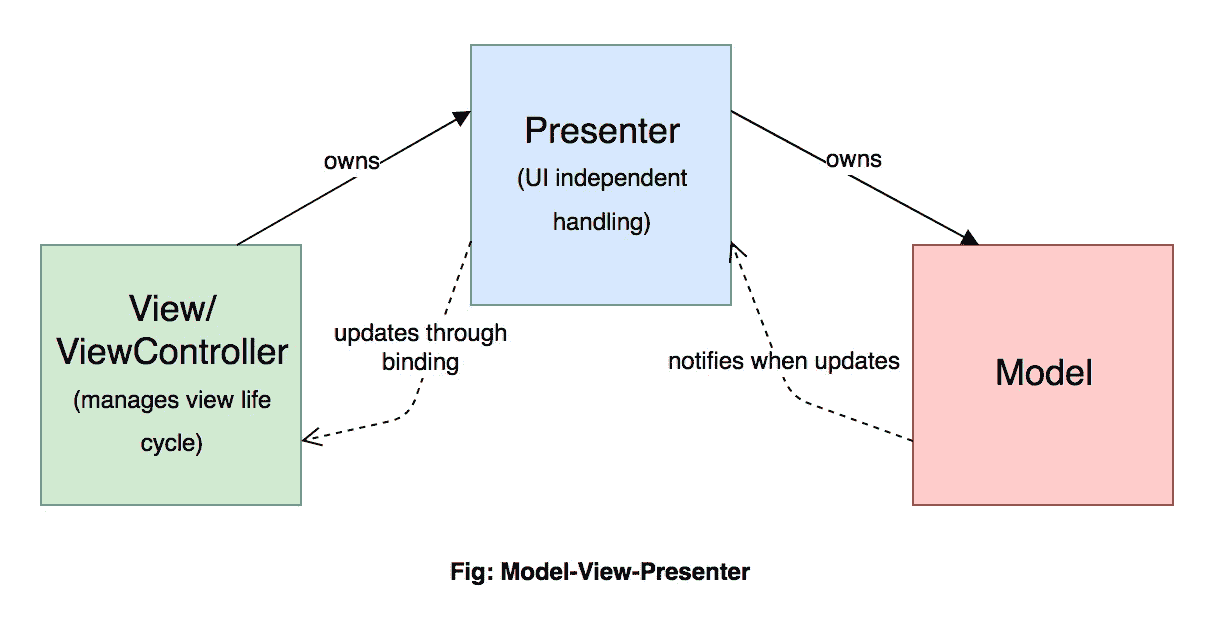 Presenter
(UI independent
handling)
owns
owns
View/
ViewController
(manages view life
cycle)
updates through
binding
notifies when updates
Model
Fig: Model-View-Presenter